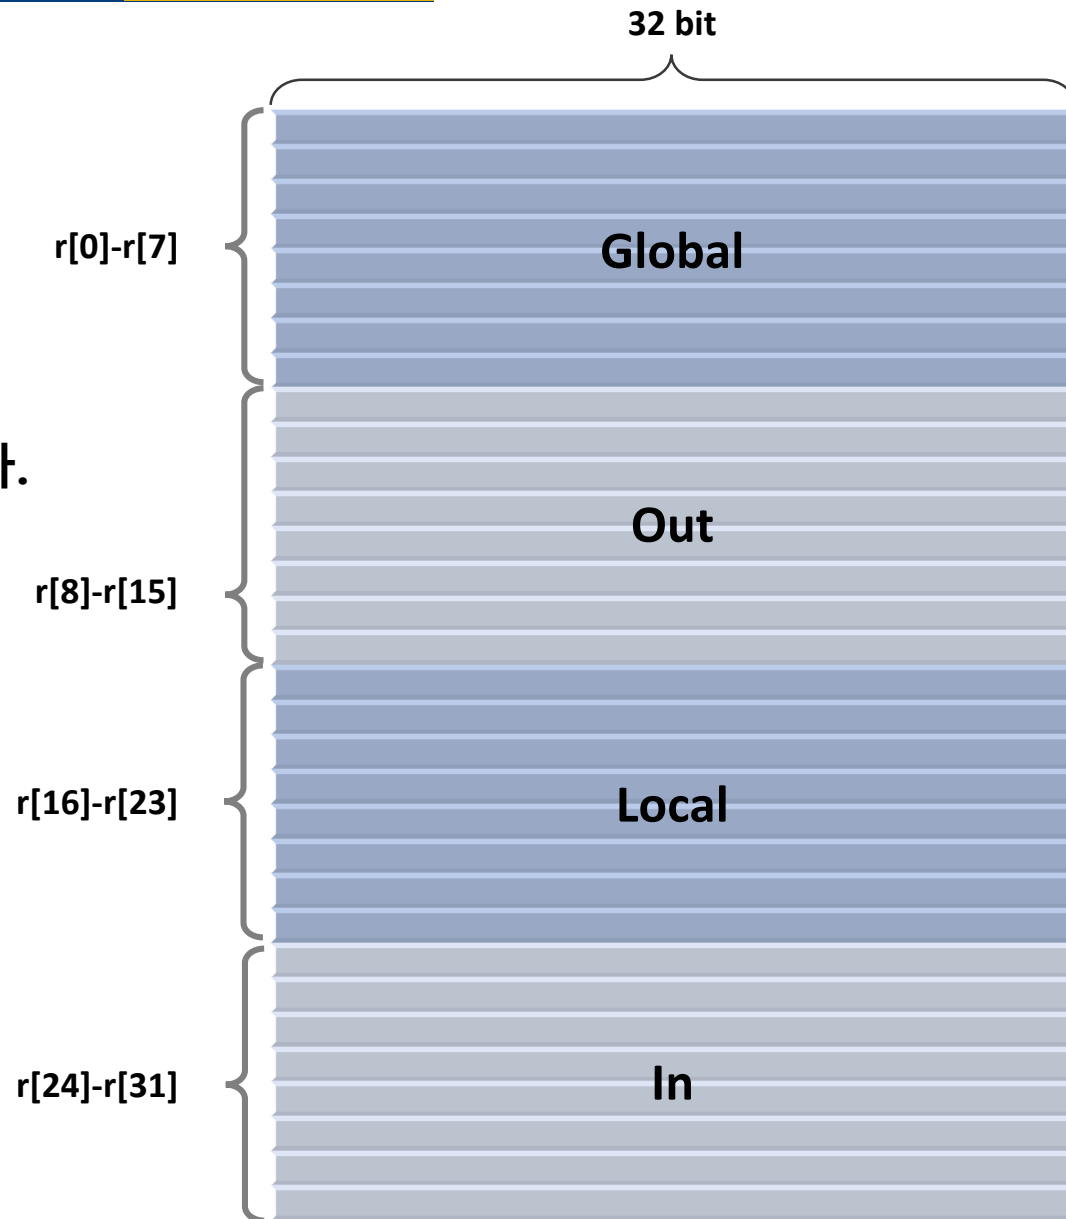 32 bit
r[0]-r[7]
Global
Out
r[8]-r[15]
r[16]-r[23]
Local
r[24]-r[31]
In